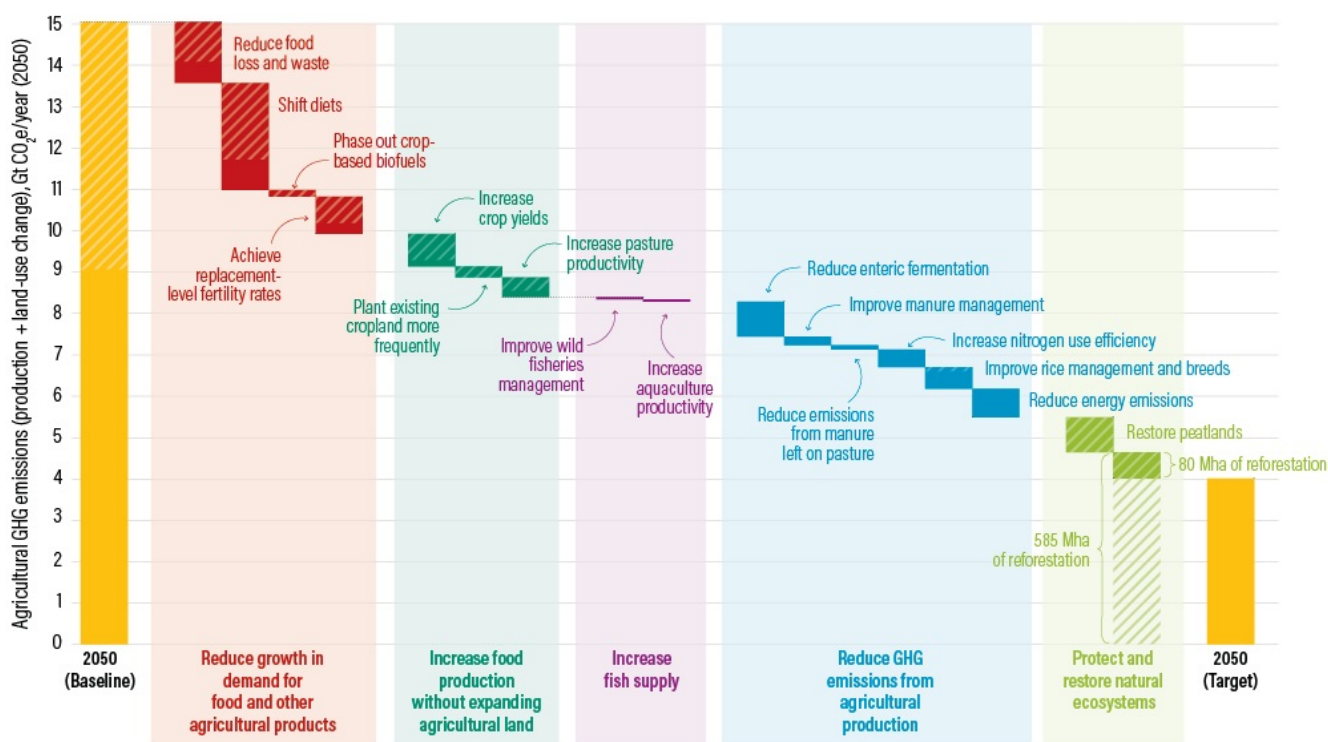 Agricultural GHG emissions (production + land-use change), Gt CO2e/year (2050)
15
14
13
12
11
10
9
8
7
6
5
4
3
2
1
0
Reduce food
loss and waste
Shift diets
Phase out crop-
based biofuels
Achieve
replacement-
level fertility rates
Increase
crop yields
Increase pasture
productivity
Plant existing
cropland more
frequently
Improve wild
fisheries
management
Increase
aquaculture
productivity
Reduce enteric fermentation
Improve manure management
Increase nitrogen use efficiency
Improve rice management and breeds
Reduce energy emissions
Reduce emissions
from manure
left on pasture
Restore peatlands
80 Mha of reforestation
585 Mha
of reforestation
2050
(Baseline)
Reduce growth in
demand for
food and other
agricultural products
Increase food
production
without expanding
agricultural land
Increase
fish supply
Reduce GHG
emissions from
agricultural
production
Protect and
restore natural
ecosystems
2050
(Target)